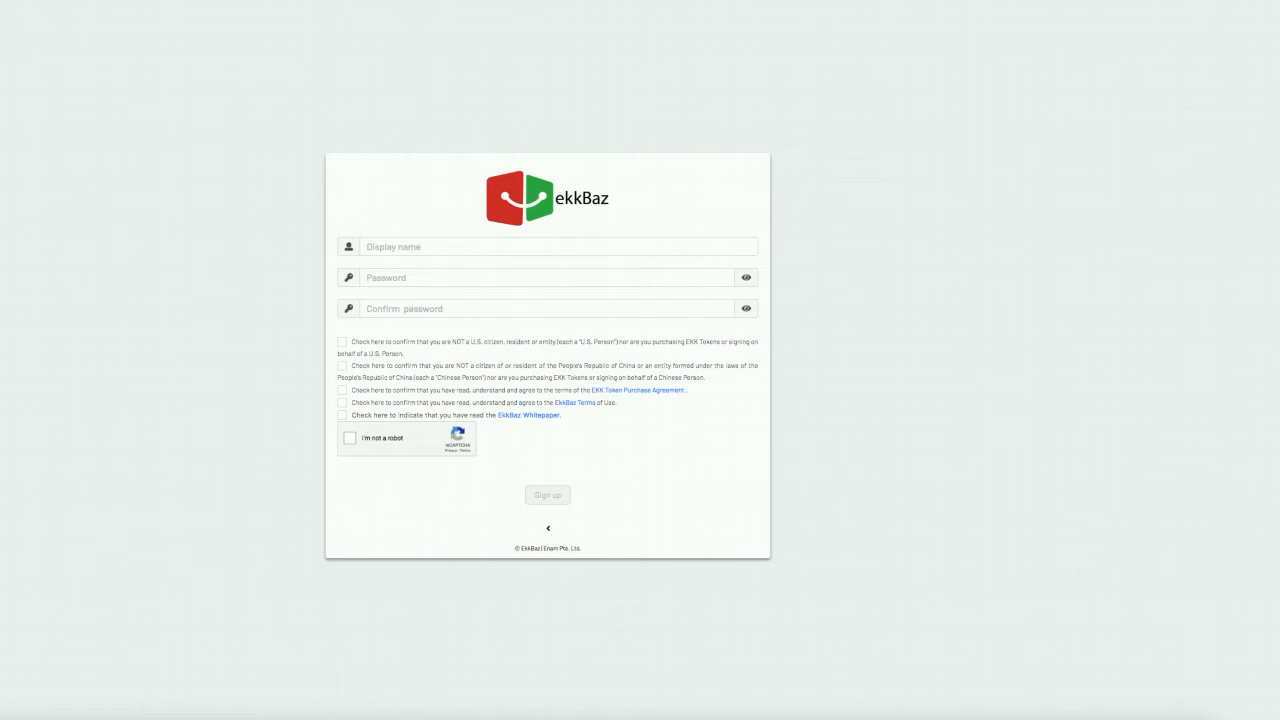 ekkBaz
Display name
Password
Confirm password
Check here to confirm that you are NOT a U.S. citizen, resident or entity (each a "U.S. Person") nor are you purchasing EKK Tokens or signing on
behalf of a U.S. Person.
Check here to confirm that you are NOT a citizen of or resident of the People's Republic of China or an entity formed under the laws of the
People's Republic of China (each a "Chinese Person") nor are you purchasing EKK Tokens or signing on behalf of a Chinese Person.
Check here to confirm that you have read, understand and agree to the terms of the EKK Token Purchase Agreement .
Check here to confirm that you have read, understand and agree to the EkkBaz Terms of Use.
Check here to indicate that you have read the EkkBaz Whitepaper.
I'm not a robot
reCAPTCHA
Privacy - Terms
Sign up
© EkkBaz | Enam Pte. Ltd.